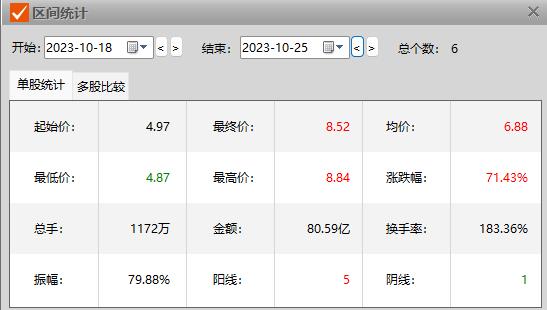 区间统计
开始: 2023-10-18 < > 结束: 2023-10-25 < > 总个数: 6
单股统计 多股比较
起始价: 4.97 最终价: 8.52 均价: 6.88
最低价: 4.87 最高价: 8.84 涨跌幅: 71.43%
总手: 1172万 金额: 80.59亿 换手率: 183.36%
振幅: 79.88% 阳线: 5 阴线: 1